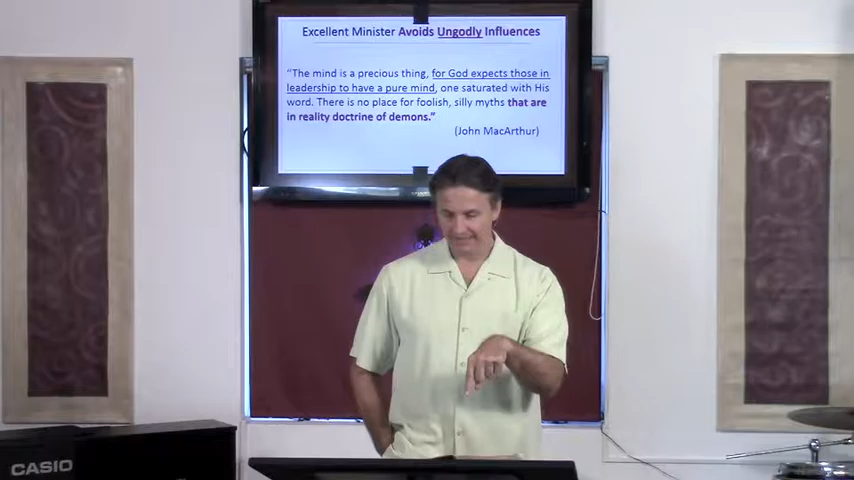 Excellent Minister Avoids Ungodly Influences
“The mind is a precious thing, for God expects those in
leadership to have a pure mind, one saturated with His
word. There is no place for foolish, silly myths that are
in reality doctrine of demons.”
(John MacArthur)
CASIO